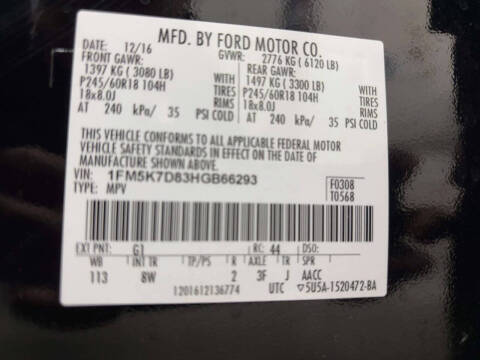 MFD. BY FORD MOTOR CO.
DATE: 12/16 GVWR: 2776 KG ( 6120 LB)
FRONT GAWR: REAR GAWR:
1397 KG ( 3080 LB) WITH 1497 KG ( 3300 LB) WITH
P245/60R18 104H TIRES P245/60R18 104H TIRES
18x8.0J RIMS 18x8.0J RIMS
AT 240 kPa/ 35 PSI COLD AT 240 kPa/ 35 PSI COLD
THIS VEHICLE CONFORMS TO ALL APPLICABLE FEDERAL MOTOR
VEHICLE SAFETY STANDARDS IN EFFECT ON THE DATE OF
MANUFACTURE SHOWN ABOVE.
VIN: 1FM5K7D83HGB66293 F0308
TYPE: MPV T0568
EXT PNT: G1 RC: 44 DSO:
WB INT TR TP/PS R AXLE TR SPR
113 8W 2 3F J AACC
1201612136774 UTC ▽5U5A-1520472-BA